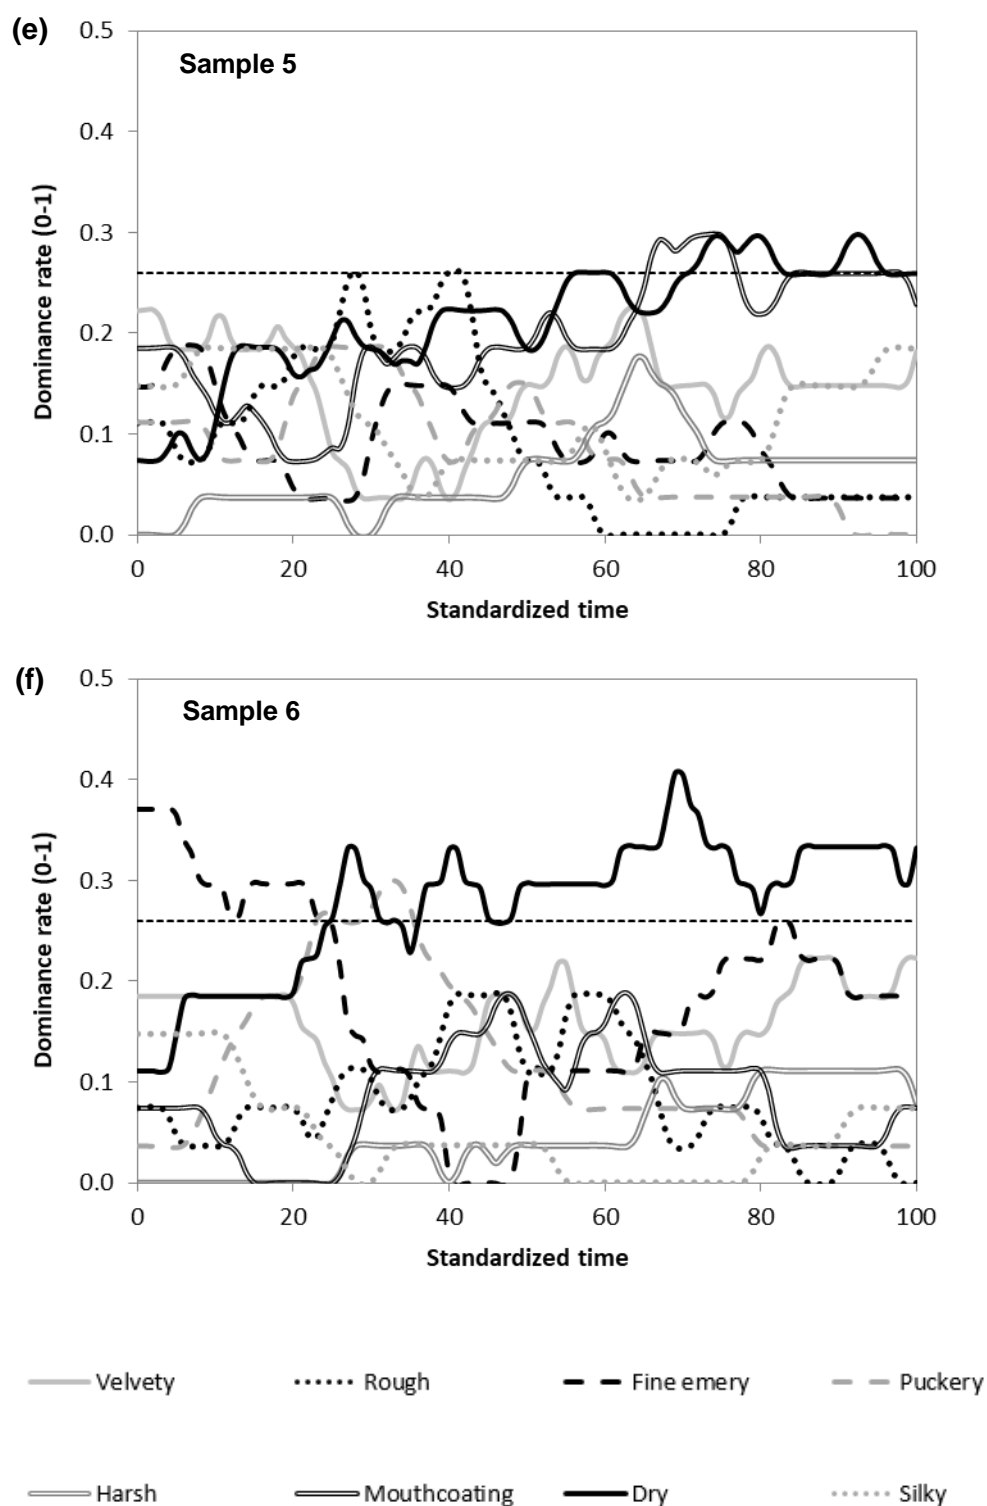 (e)
Sample 5
0.5
0.4
0.3
0.2
0.1
0.0
Dominance rate (0-1)
0 20 40 60 80 100
Standardized time
(f)
Sample 6
0.5
0.4
0.3
0.2
0.1
0.0
Dominance rate (0-1)
0 20 40 60 80 100
Standardized time
Velvety Rough Fine emery Puckery
Harsh Mouthcoating Dry Silky